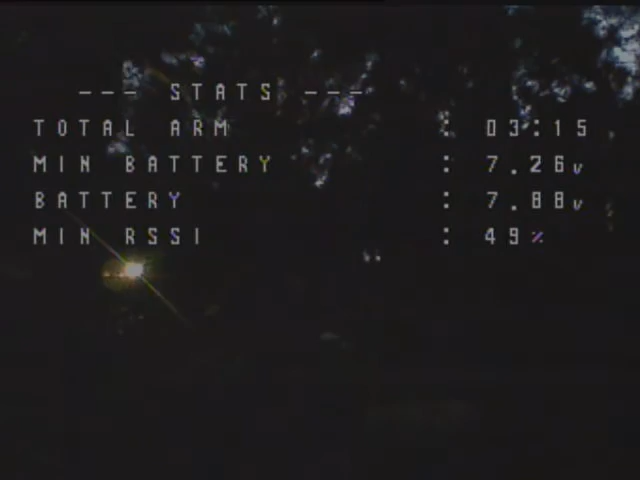 --- STATS ---
TOTAL ARM : 03:15
MIN BATTERY : 7.26v
BATTERY : 7.88v
MIN RSSI : 49%